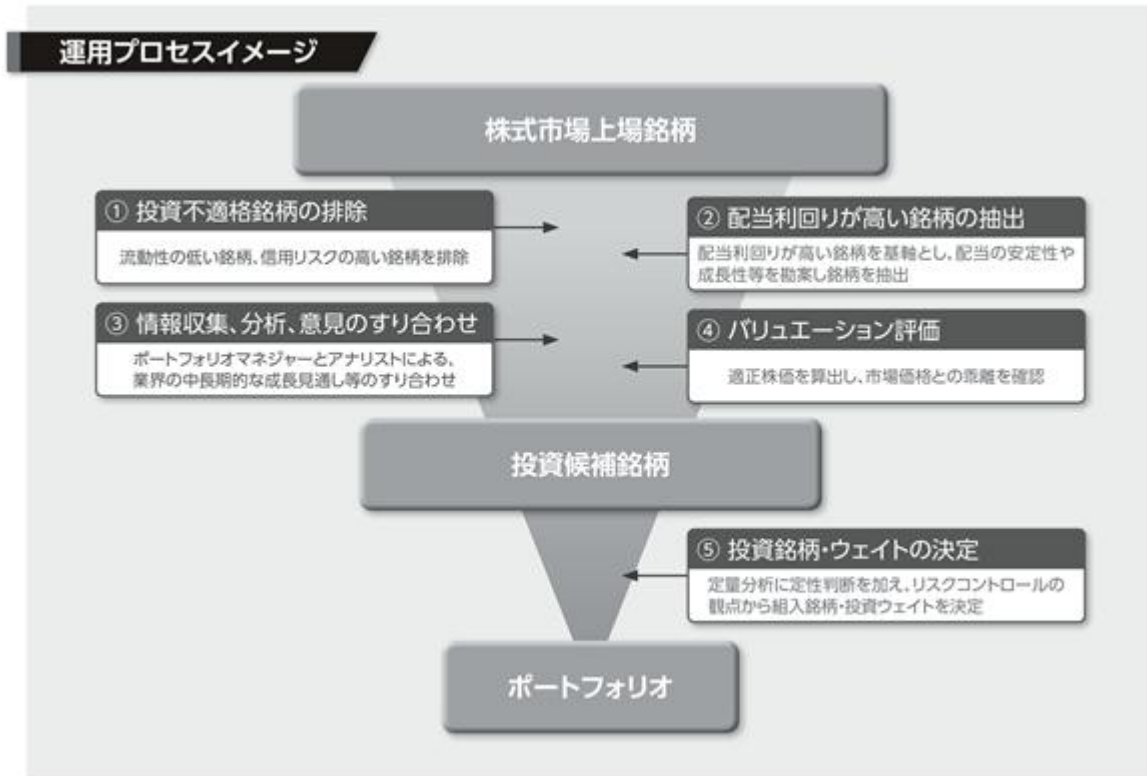 運用プロセスイメージ
株式市場上場銘柄
① 投資不適格銘柄の排除
流動性の低い銘柄、信用リスクの高い銘柄を排除
② 配当利回りが高い銘柄の抽出
配当利回りが高い銘柄を基軸とし、配当の安定性や
成長性等を勘案し銘柄を抽出
③ 情報収集、分析、意見のすり合わせ
ポートフォリオマネジャーとアナリストによる、
業界の中長期的な成長見通し等のすり合わせ
④ バリュエーション評価
適正株価を算出し、市場価格との乖離を確認
投資候補銘柄
⑤ 投資銘柄・ウェイトの決定
定量分析に定性判断を加え、リスクコントロールの
観点から組入銘柄・投資ウェイトを決定
ポートフォリオ